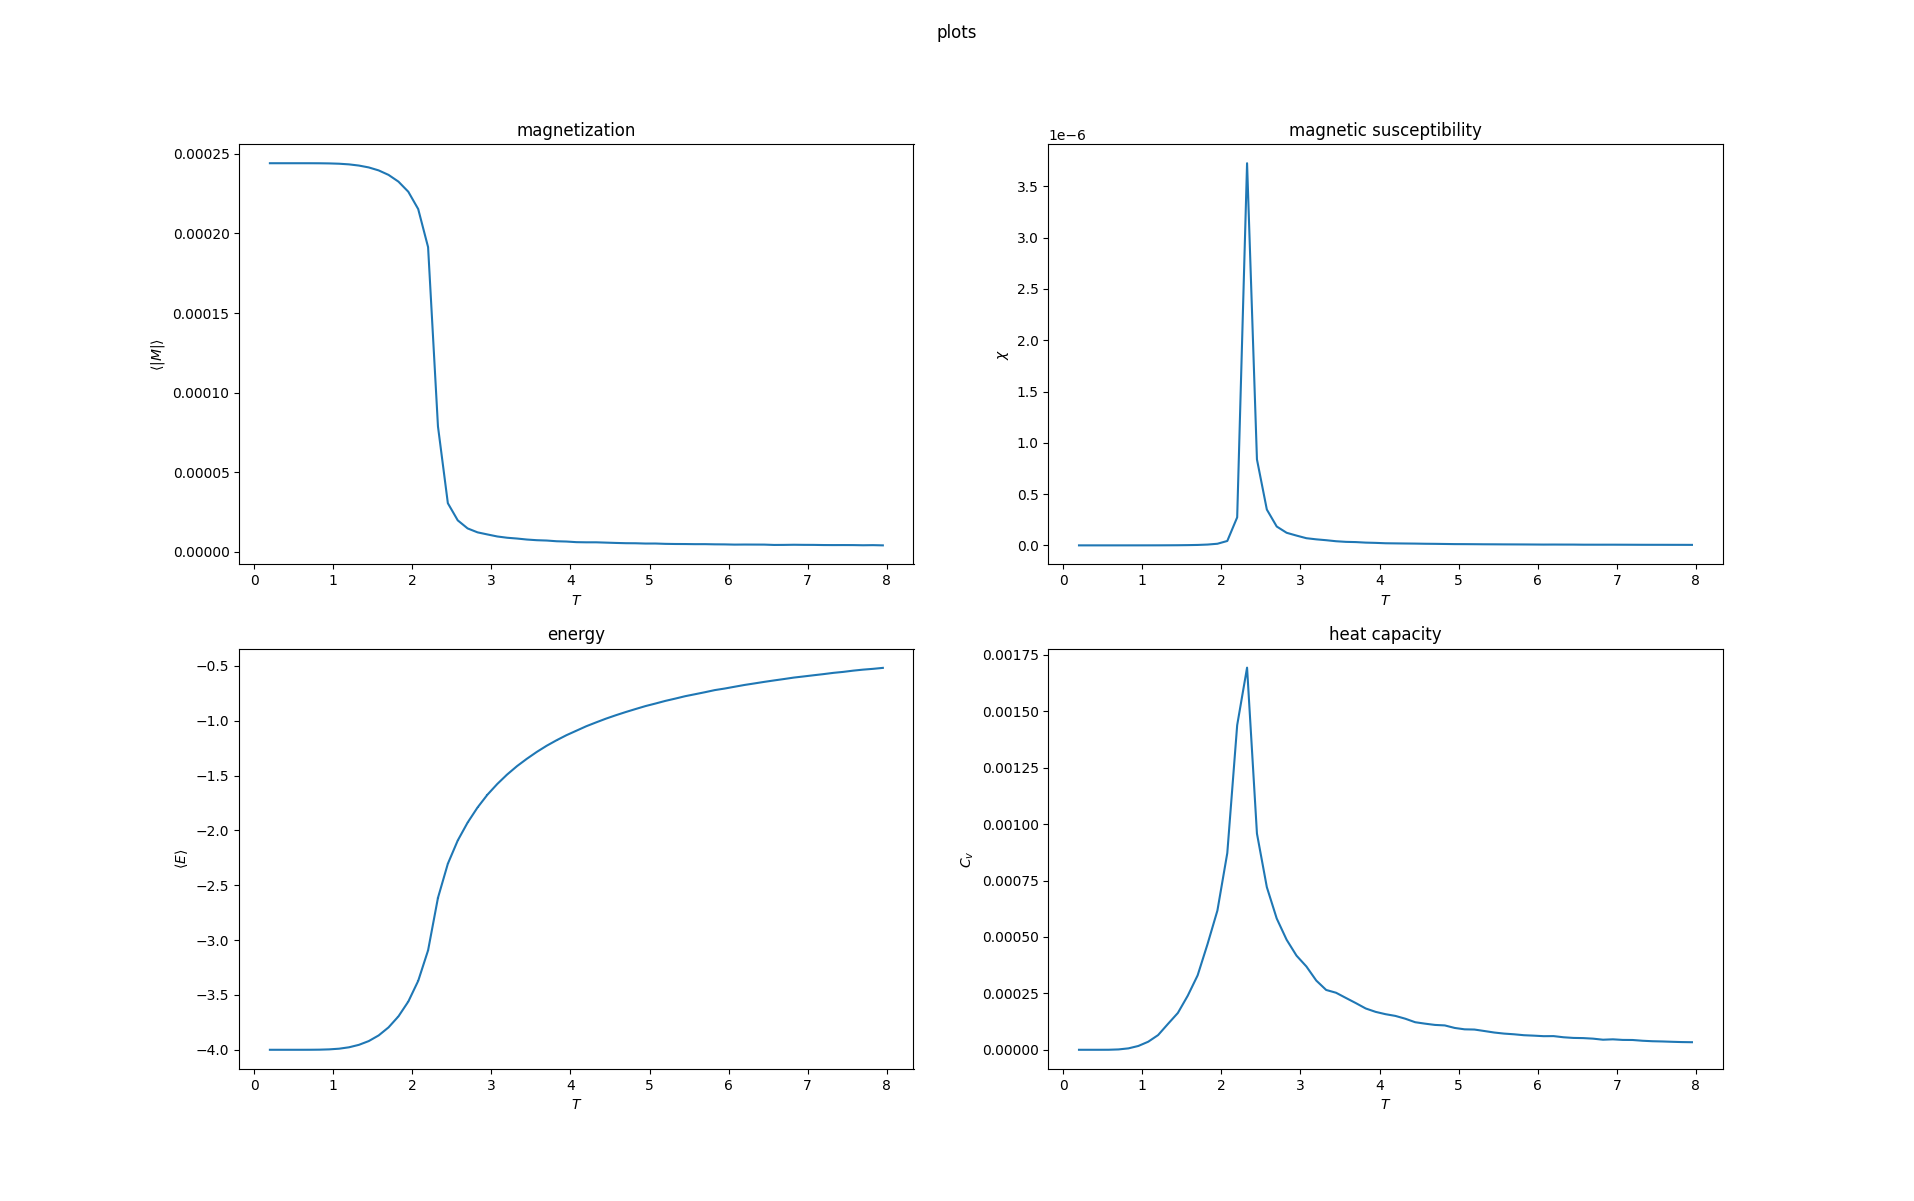 plots
magnetization
0.00025
0.00020
0.00015
0.00010
0.00005
0.00000
⟨|M|⟩
0 1 2 3 4 5 6 7 8
T
magnetic susceptibility
1e−6
3.5
3.0
2.5
2.0
1.5
1.0
0.5
0.0
χ
0 1 2 3 4 5 6 7 8
T
energy
−0.5
−1.0
−1.5
−2.0
−2.5
−3.0
−3.5
−4.0
⟨E⟩
0 1 2 3 4 5 6 7 8
T
heat capacity
0.00175
0.00150
0.00125
0.00100
0.00075
0.00050
0.00025
0.00000
Cᵥ
0 1 2 3 4 5 6 7 8
T